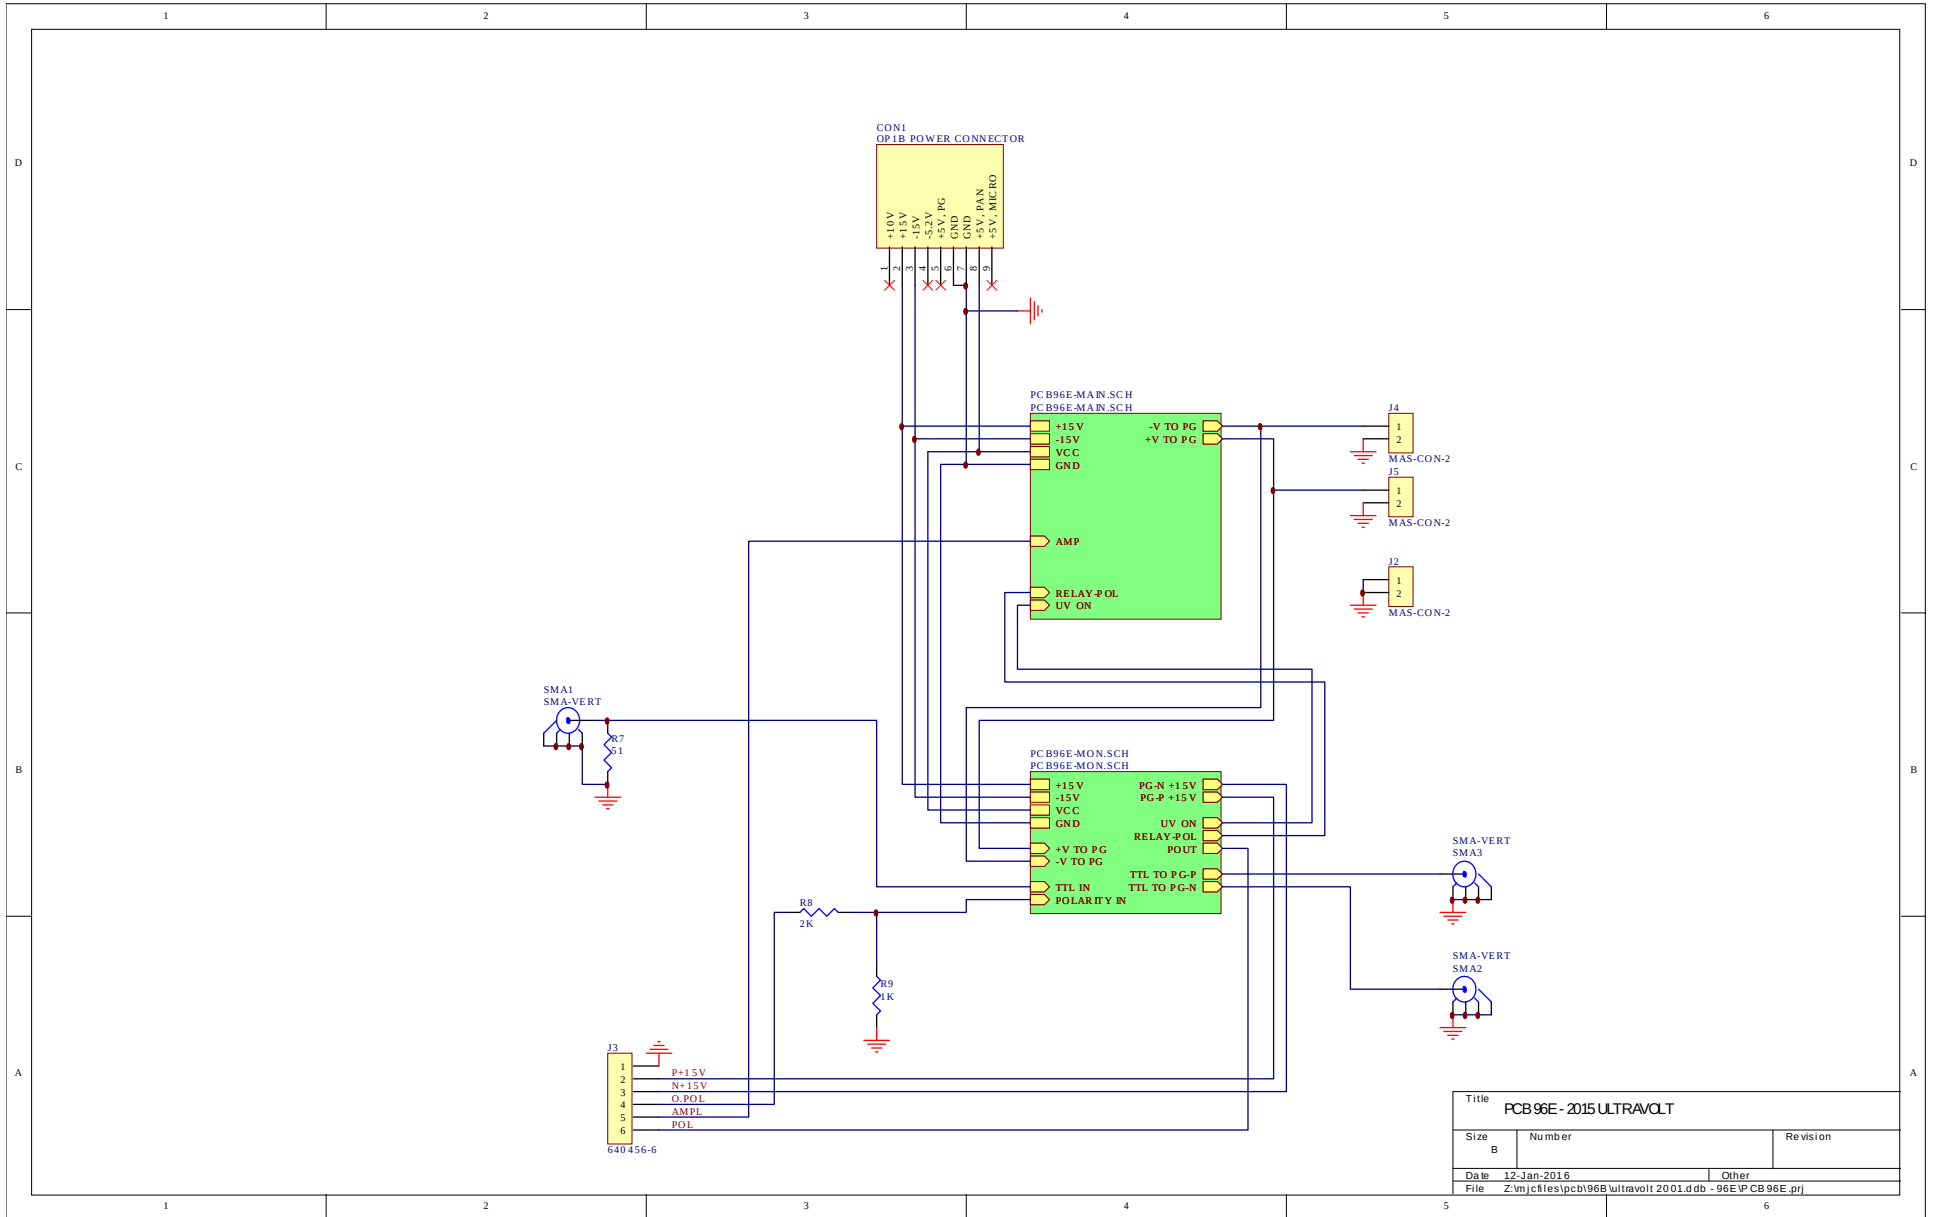 1 2 3 4 5 6
D
D
CON1
OP1B POWER CONNECTOR
+10V
+15V
-15V
-5.2V
+5V, PG
GND
GND
+5V, PAN
+5V, MICRO
1 2 3 4 5 6 7 8 9
PCB96E-MAIN.SCH
PCB96E-MAIN.SCH
+15V
-15V
VCC
GND
AMP
RELAY-POL
UV ON
-V TO PG
+V TO PG
J4
1
2
MAS-CON-2
J5
1
2
MAS-CON-2
J2
1
2
MAS-CON-2
C
C
SMA1
SMA-VERT
R7
51
B
B
PCB96E-MON.SCH
PCB96E-MON.SCH
+15V
-15V
VCC
GND
+V TO PG
-V TO PG
TTL IN
POLARITY IN
PG-N +15V
PG-P +15V
UV ON
RELAY-POL
POUT
TTL TO PG-P
TTL TO PG-N
SMA-VERT
SMA3
SMA-VERT
SMA2
R8
2K
R9
1K
A
A
J3
1
2
3
4
5
6
P+15V
N+15V
O.POL
AMPL
POL
640456-6
Title
PCB 96E - 2015 ULTRAVOLT
Size
B
Number
Revision
Date 12-Jan-2016
Other
File Z:\mjcfiles\pcb\96B\ultravolt 2001.ddb - 96E\PCB96E.prj
1 2 3 4 5 6